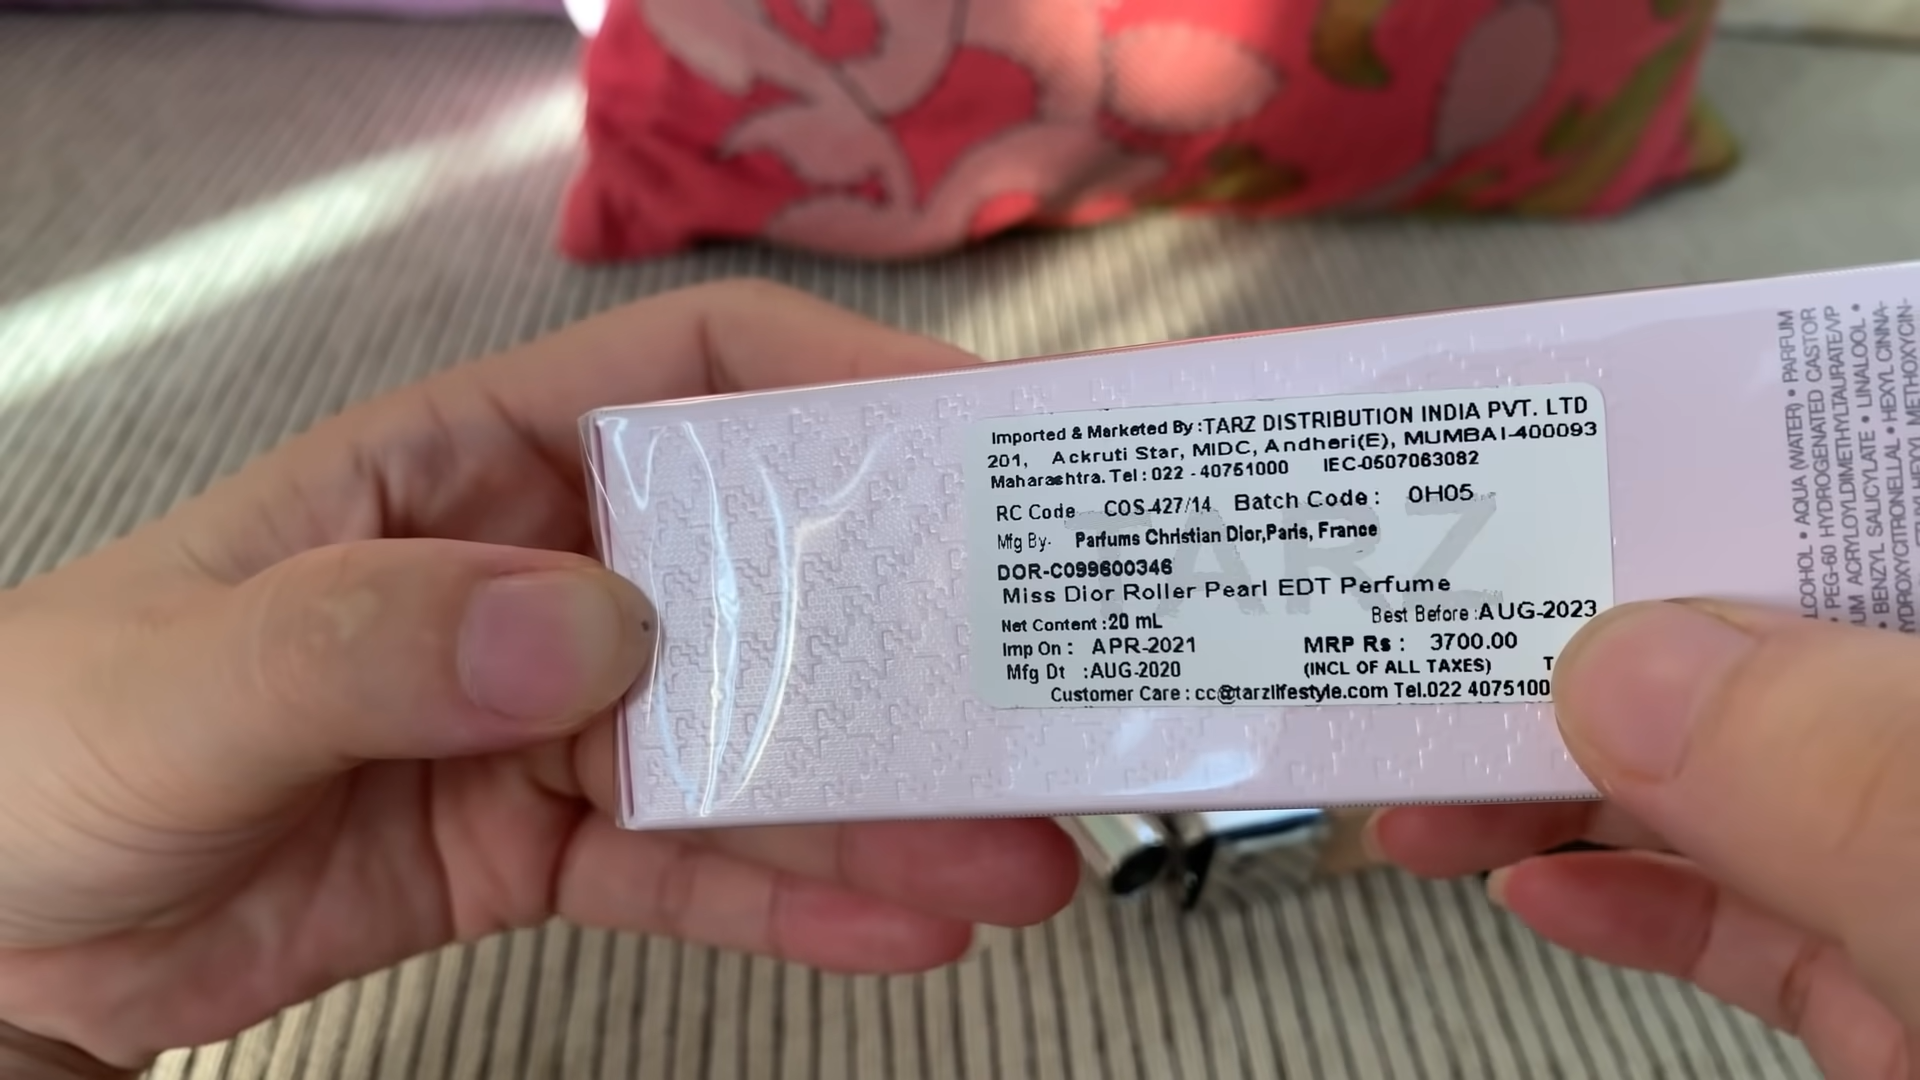 Imported & Marketed By :TARZ DISTRIBUTION INDIA PVT. LTD
201, Ackruti Star, MIDC, Andheri(E), MUMBAI-400093
Maharashtra. Tel : 022 - 40751000 IEC-0507063082
RC Code COS-427/14 Batch Code : 0H05
Mfg By- Parfums Christian Dior,Paris, France
DOR-C099600346
Miss Dior Roller Pearl EDT Perfume
Net Content : 20 mL Best Before :AUG-2023
Imp On : APR-2021 MRP Rs : 3700.00
Mfg Dt :AUG-2020 (INCL OF ALL TAXES)
Customer Care : cc@tarzlifestyle.com Tel.022 4075100
TARZ
LCOHOL • AQUA (WATER) • PARFUM
• PEG-60 HYDROGENATED CASTOR
UM ACRYLOYLDIMETHYLTAURATE/VP
• BENZYL SALICYLATE • LINALOOL •
HYDROXYCITRONELLAL • HEXYL CINNA-
METHOXYCIN-